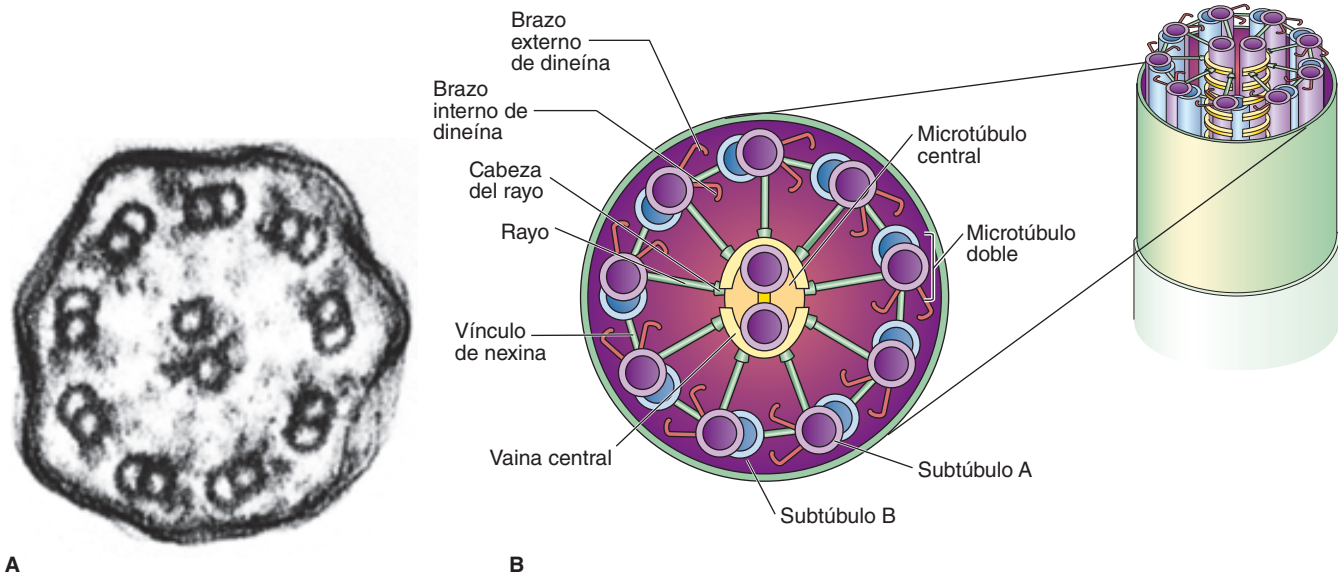 Brazo
externo
de dineína
Brazo
interno de
dineína
Cabeza
del rayo
Rayo
Vínculo
de nexina
Vaina central
Microtúbulo
central
Microtúbulo
doble
Subtúbulo A
Subtúbulo B
A
B